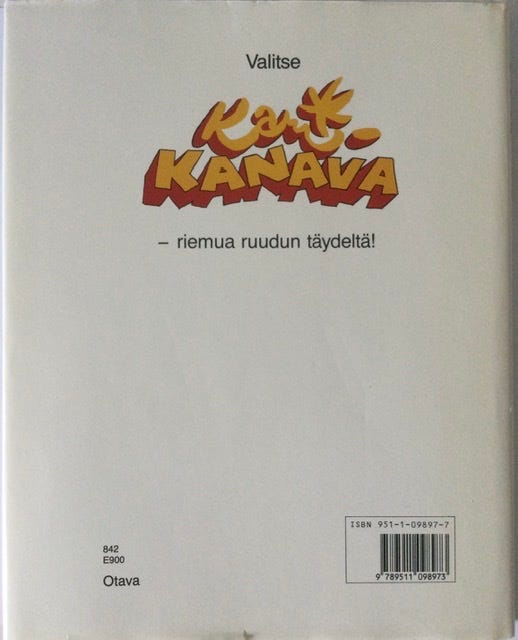 Valitse
Kari-
KANAVA
– riemua ruudun täydeltä!
ISBN 951-1-09897-7
9 789511 098973
842
E900
Otava